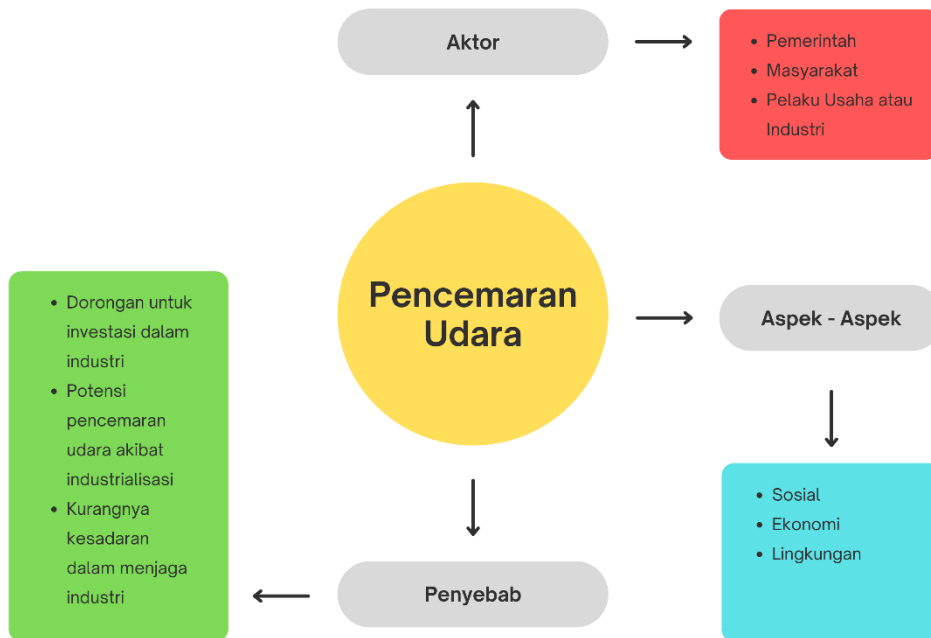 Aktor
• Pemerintah
• Masyarakat
• Pelaku Usaha atau
Industri
Pencemaran
Udara
Aspek - Aspek
• Sosial
• Ekonomi
• Lingkungan
Penyebab
• Dorongan untuk
investasi dalam
industri
• Potensi
pencemaran
udara akibat
industrialisasi
• Kurangnya
kesadaran
dalam menjaga
industri